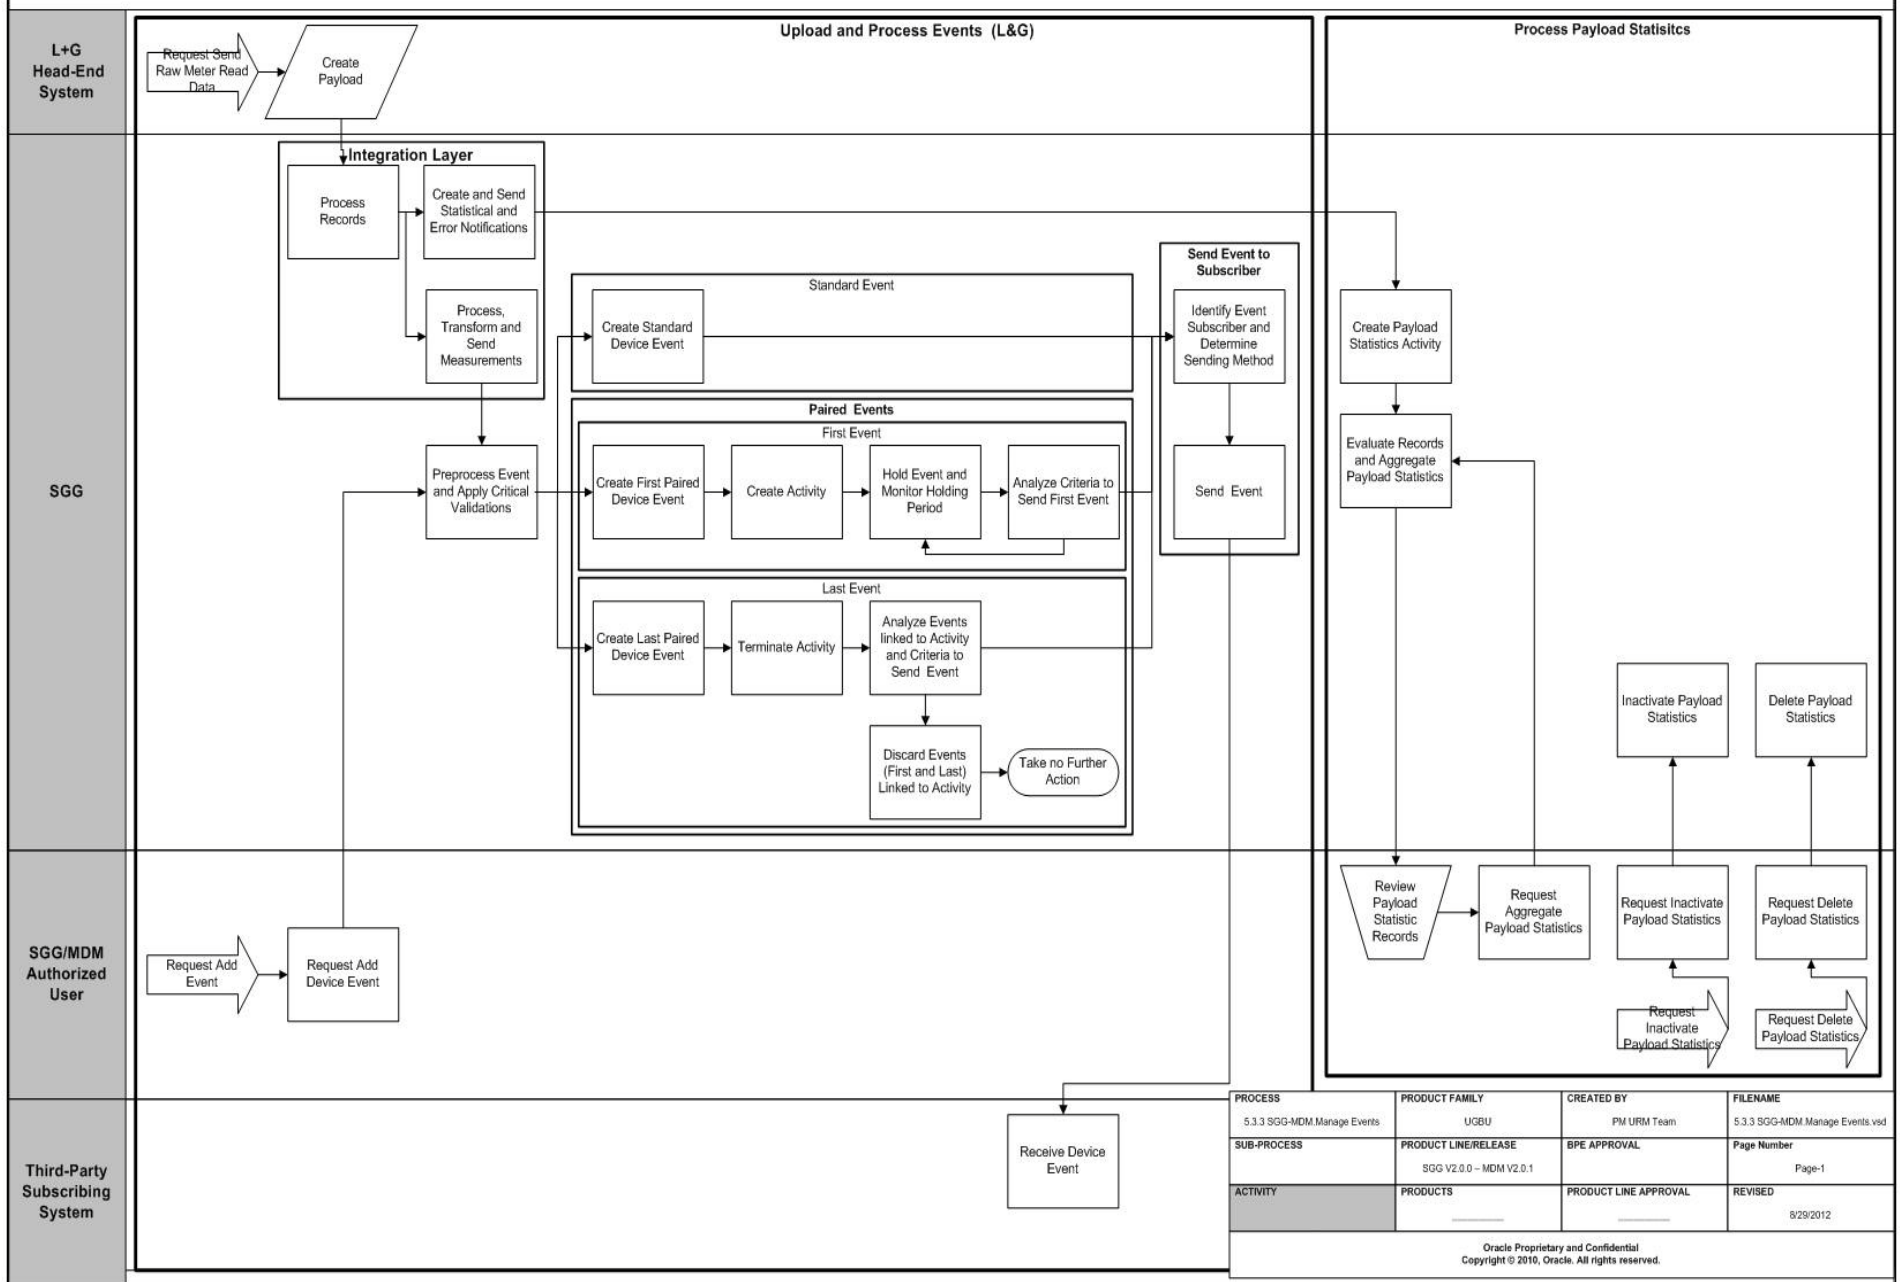 Upload and Process Events (L&G)
Process Payload Statisitcs
L+G
Head-End
System
Request Send
Raw Meter Read
Data
Create
Payload
SGG
Integration Layer
Process
Records
Create and Send
Statistical and
Error Notifications
Process,
Transform and
Send
Measurements
Preprocess Event
and Apply Critical
Validations
Standard Event
Create Standard
Device Event
Paired Events
First Event
Create First Paired
Device Event
Create Activity
Hold Event and
Monitor Holding
Period
Analyze Criteria to
Send First Event
Last Event
Create Last Paired
Device Event
Terminate Activity
Analyze Events
linked to Activity
and Criteria to
Send Event
Discard Events
(First and Last)
Linked to Activity
Take no Further
Action
Send Event to
Subscriber
Identify Event
Subscriber and
Determine
Sending Method
Send Event
Create Payload
Statistics Activity
Evaluate Records
and Aggregate
Payload Statistics
Inactivate Payload
Statistics
Delete Payload
Statistics
SGG/MDM
Authorized
User
Request Add
Event
Request Add
Device Event
Review
Payload
Statistic
Records
Request
Aggregate
Payload Statistics
Request Inactivate
Payload Statistics
Request Delete
Payload Statistics
Request
Inactivate
Payload Statistics
Request Delete
Payload Statistics
Third-Party
Subscribing
System
Receive Device
Event
PROCESS
5.3.3 SGG-MDM.Manage Events
PRODUCT FAMILY
UGBU
CREATED BY
PM URM Team
FILENAME
5.3.3 SGG-MDM.Manage Events.vsd
SUB-PROCESS
PRODUCT LINE/RELEASE
SGG V2.0.0 – MDM V2.0.1
BPE APPROVAL
Page Number
Page-1
ACTIVITY
PRODUCTS
PRODUCT LINE APPROVAL
REVISED
8/29/2012
Oracle Proprietary and Confidential
Copyright © 2010, Oracle. All rights reserved.